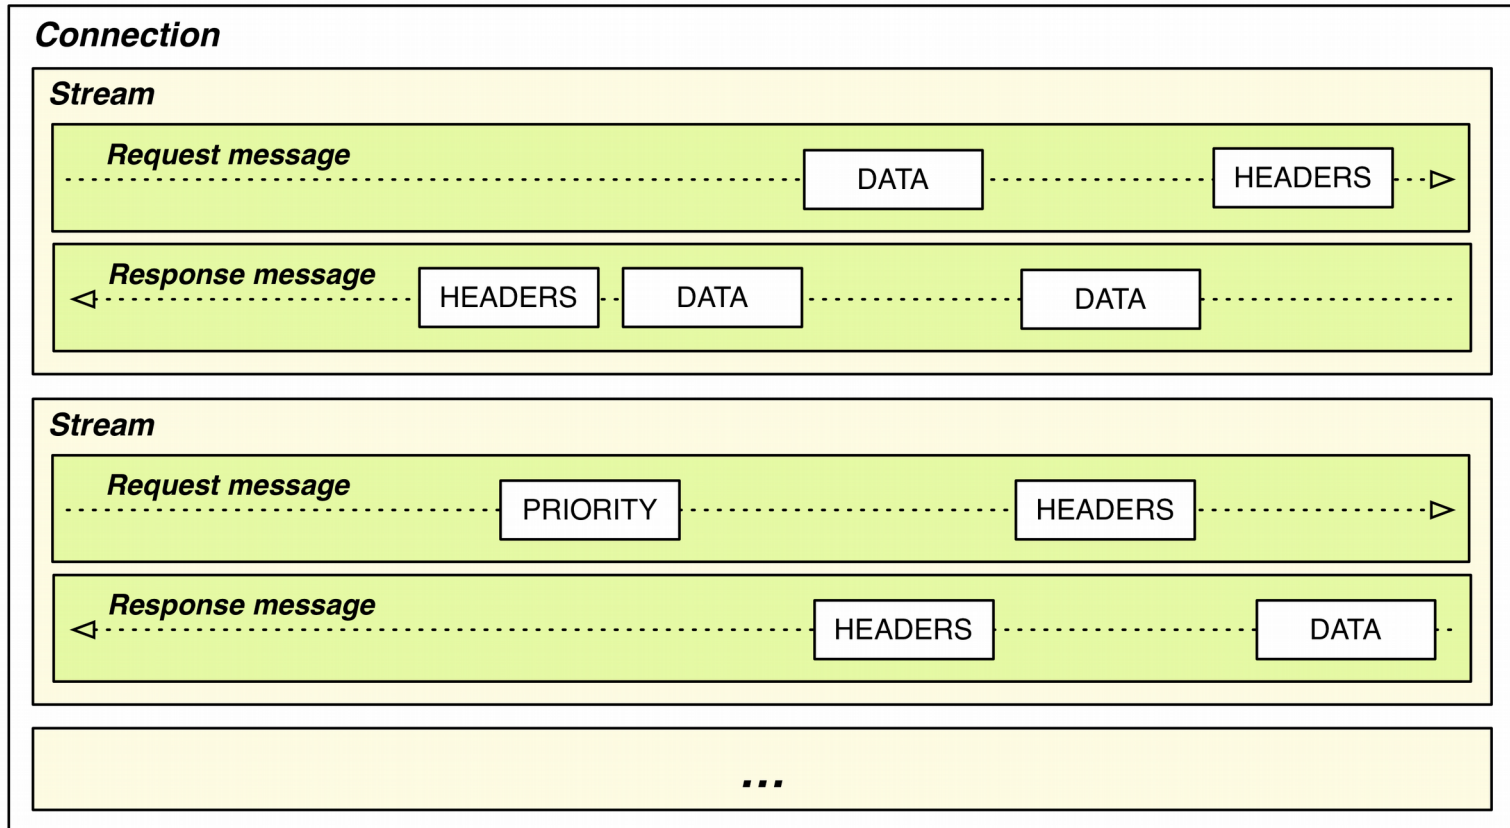 Connection
Stream
Request message
DATA
HEADERS
Response message
HEADERS
DATA
DATA
Stream
Request message
PRIORITY
HEADERS
Response message
HEADERS
DATA
...